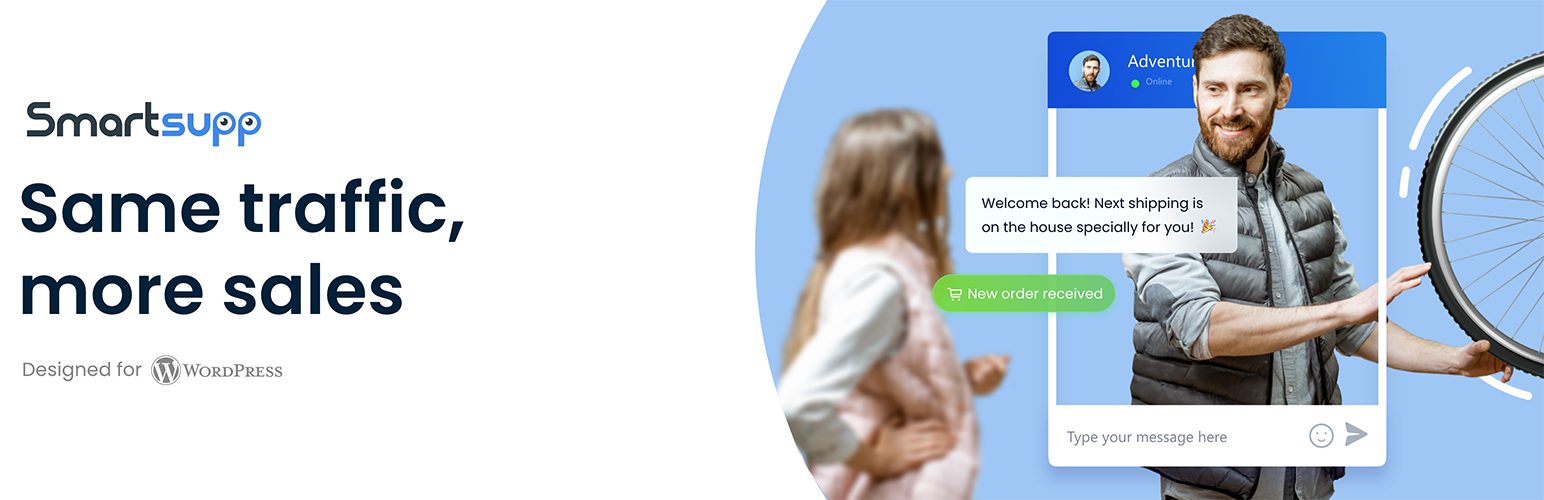 Smartsupp
Same traffic,
more sales
Designed for WORDPRESS
Online
Welcome back! Next shipping is
on the house specially for you! 🎉
New order received
Type your message here